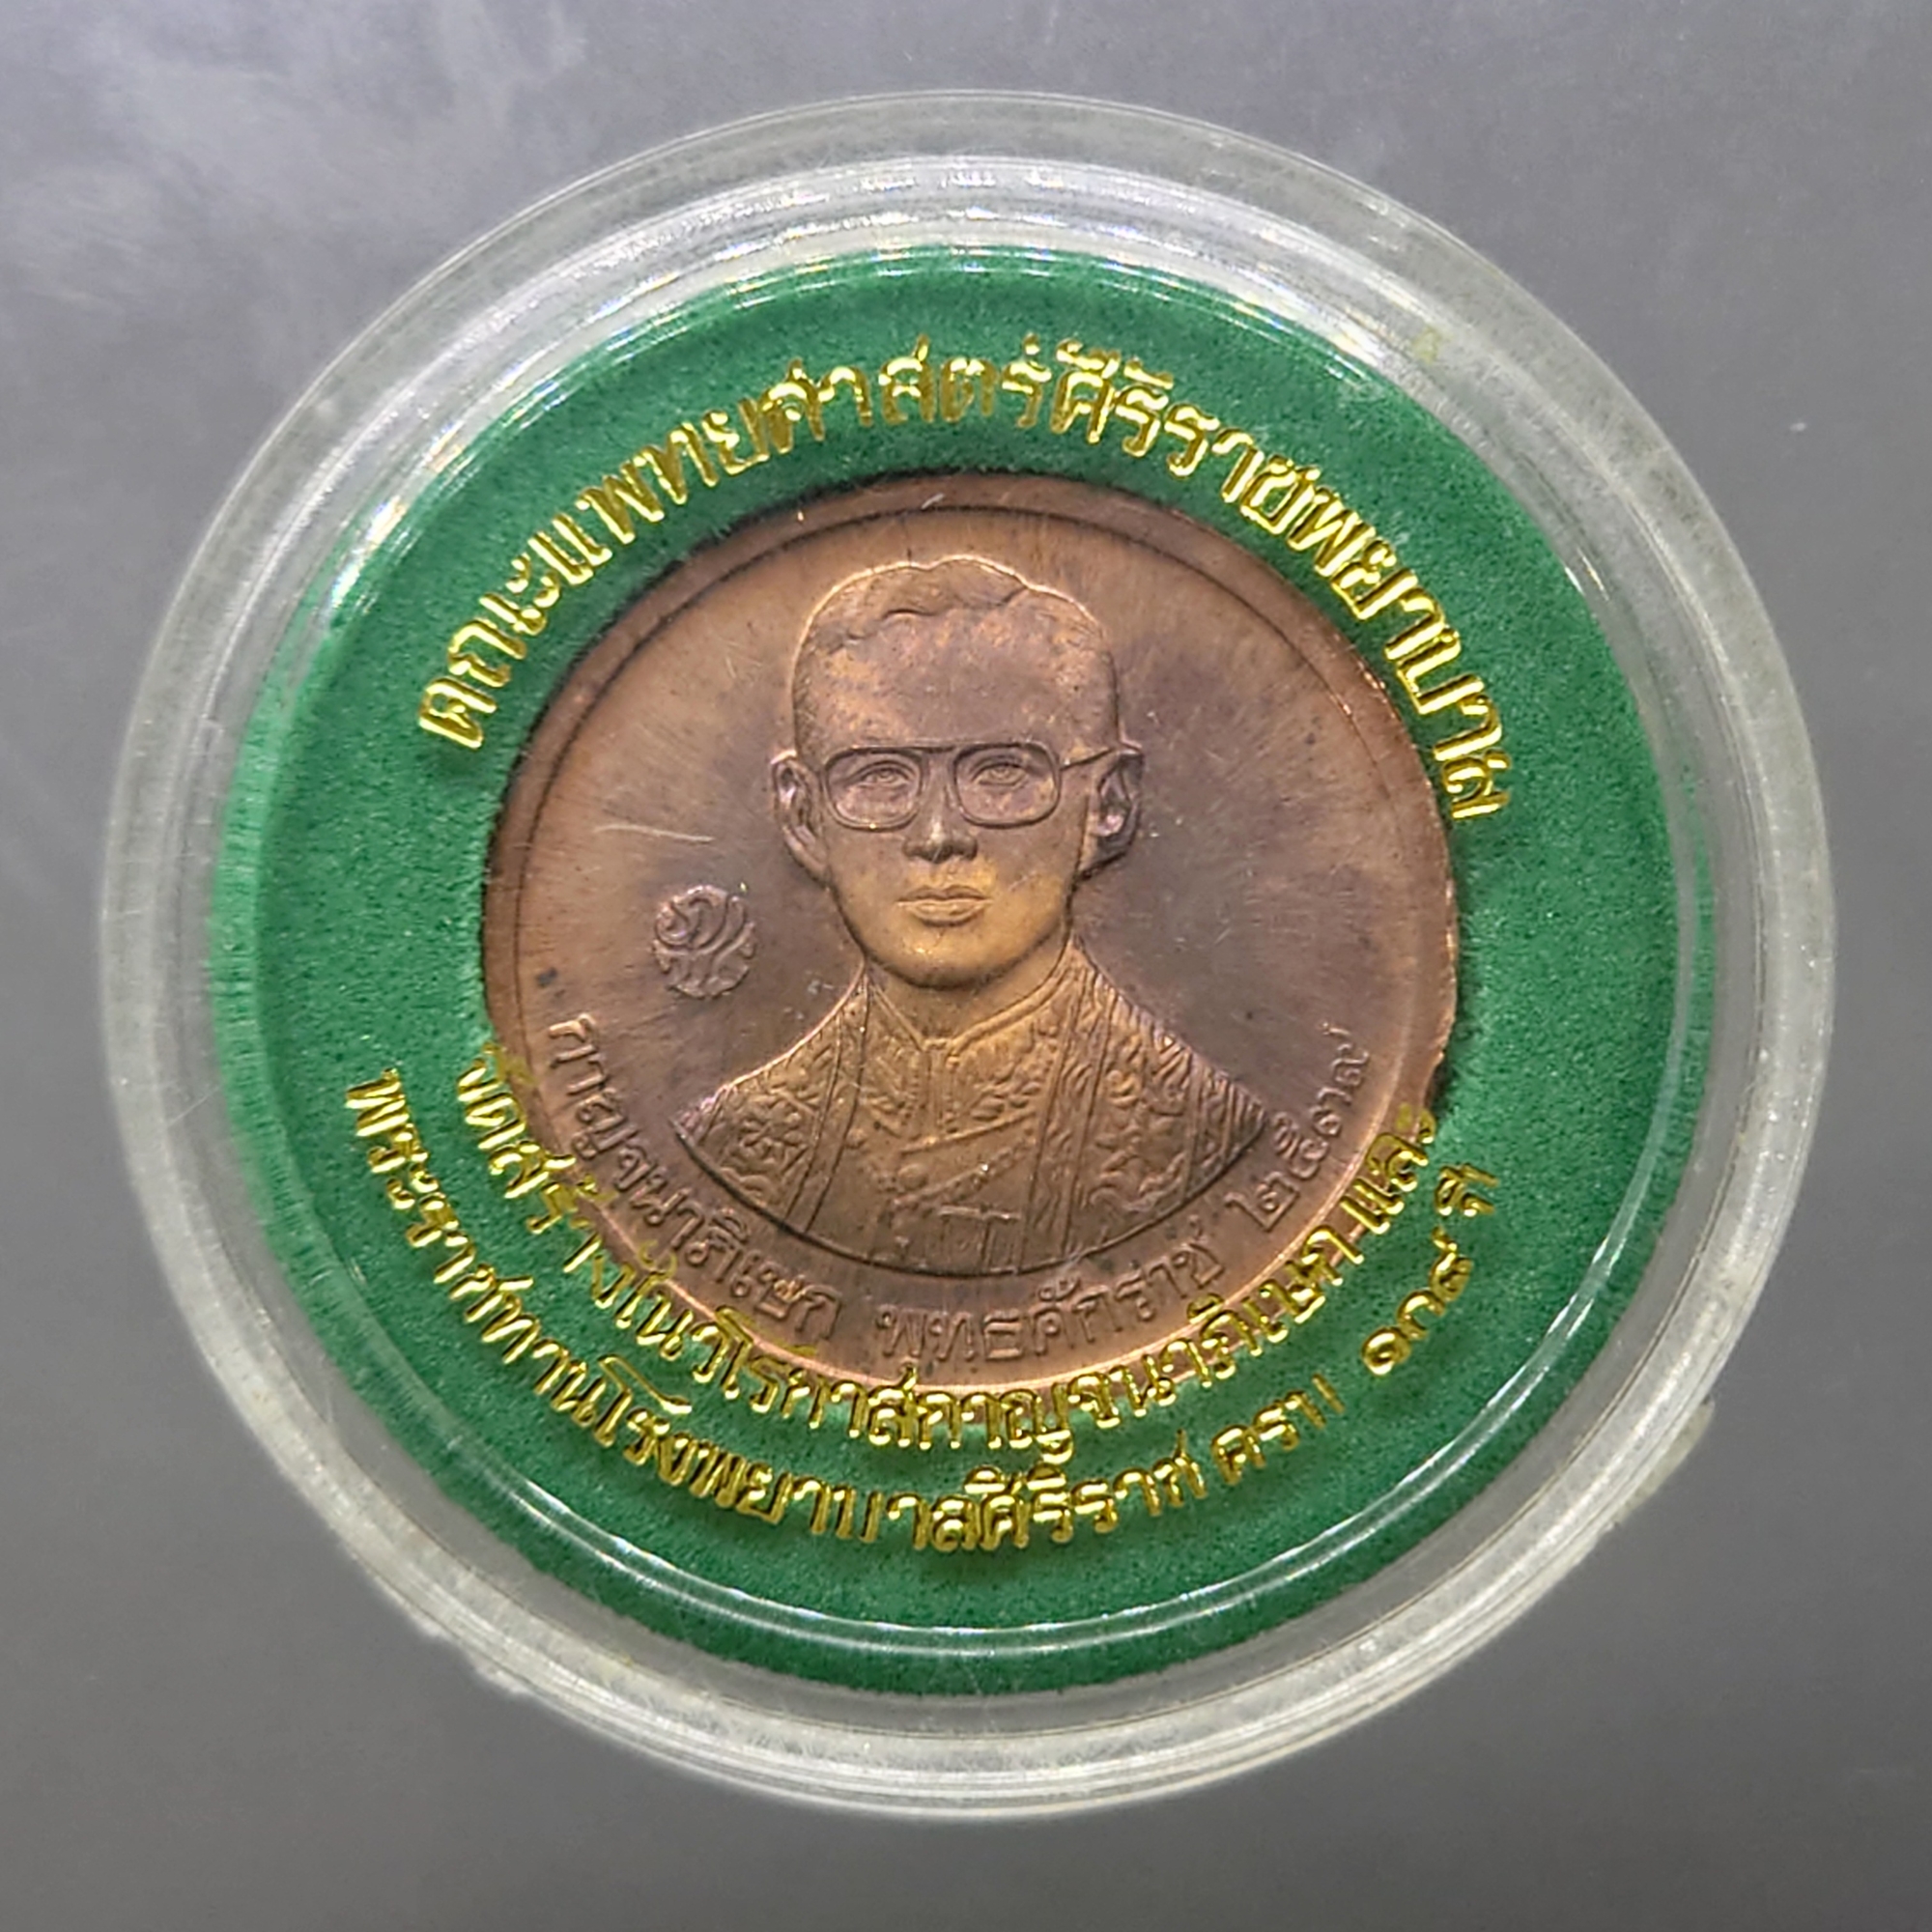 คณะแพทยศาสตร์ศิริราชพยาบาล
กาญจนาภิเษก พุทธศักราช ๒๕๓๙
จัดสร้างในวโรกาสกาญจนาภิเษก และ
พระราชทานโรงพยาบาลศิริราช ครบ ๑๐๘ ปี